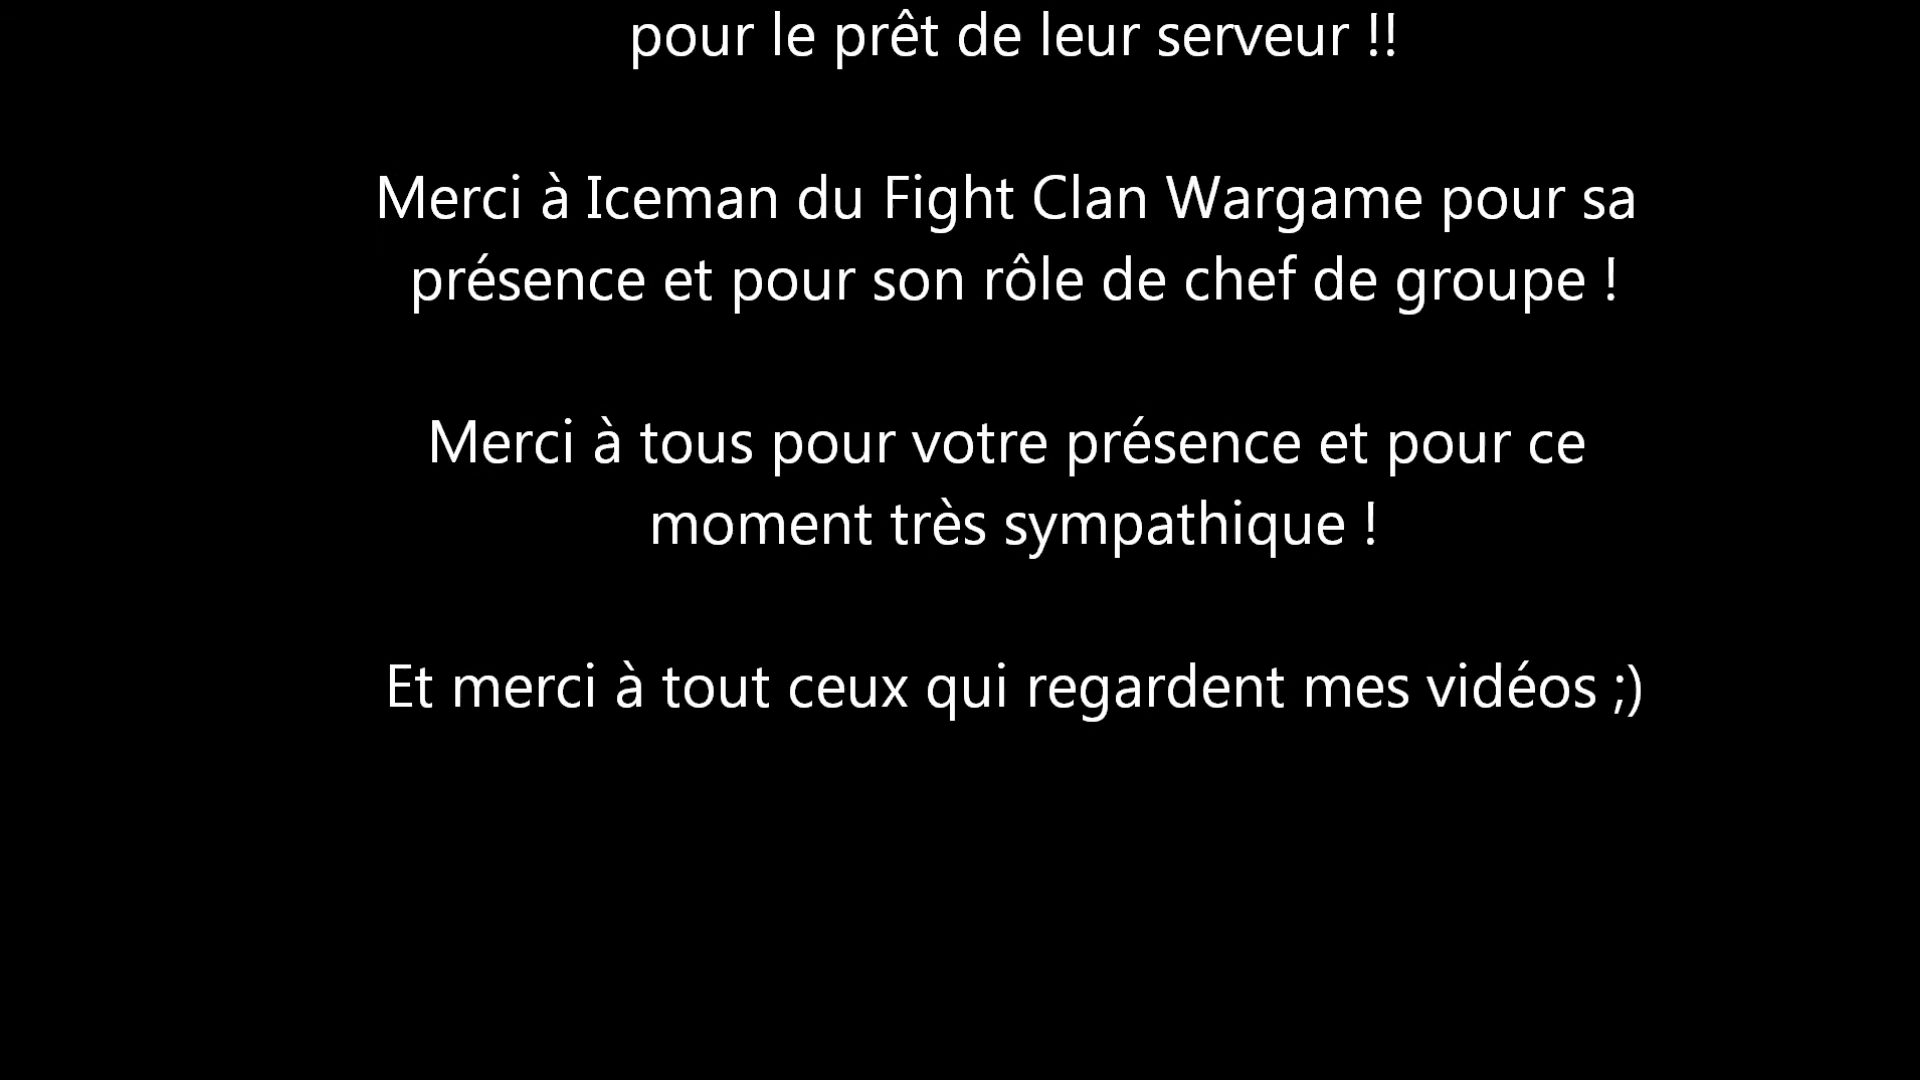 pour le prêt de leur serveur !!
Merci à Iceman du Fight Clan Wargame pour sa
présence et pour son rôle de chef de groupe !
Merci à tous pour votre présence et pour ce
moment très sympathique !
Et merci à tout ceux qui regardent mes vidéos ;)